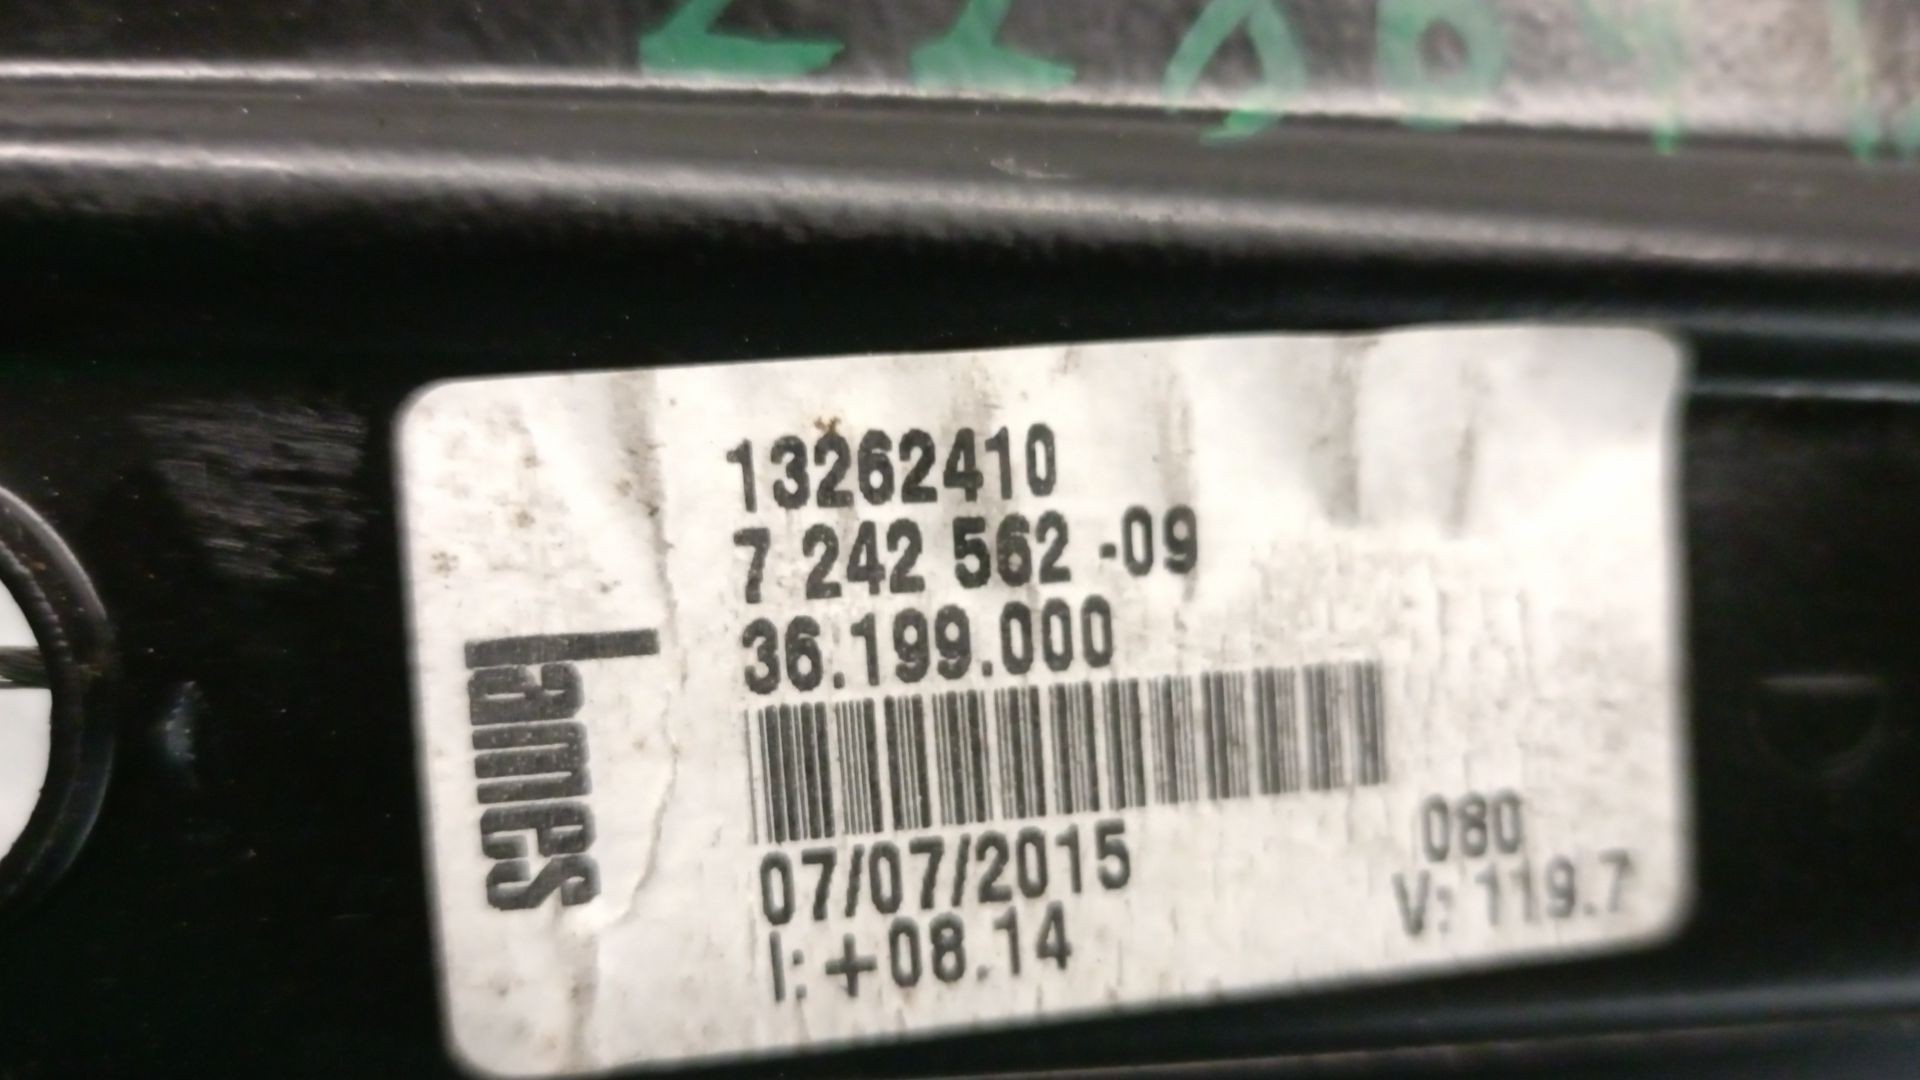 13262410
7 242 562 -09
36.199.000
Lames
07/07/2015
080
I: +08.14
V: 119.7